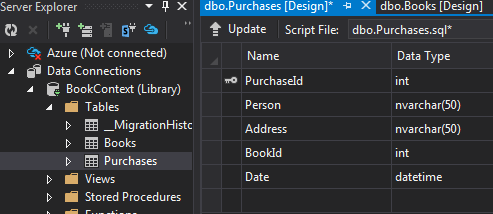 Server Explorer
Azure (Not connected)
Data Connections
BookContext (Library)
Tables
__MigrationHisto
Books
Purchases
Views
Stored Procedures
Functions
dbo.Purchases [Design]*
dbo.Books [Design]
Update
Script File:
dbo.Purchases.sql*
Name Data Type
PurchaseId int
Person nvarchar(50)
Address nvarchar(50)
BookId int
Date datetime